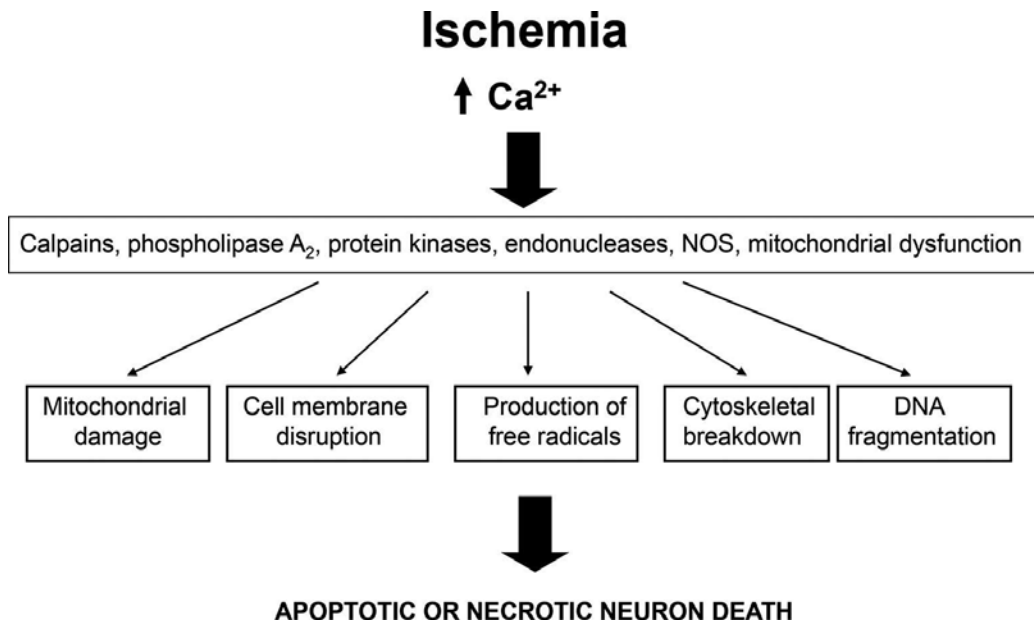 Ischemia
↑ Ca²⁺
Calpains, phospholipase A₂, protein kinases, endonucleases, NOS, mitochondrial dysfunction
Mitochondrial
damage
Cell membrane
disruption
Production of
free radicals
Cytoskeletal
breakdown
DNA
fragmentation
APOPTOTIC OR NECROTIC NEURON DEATH